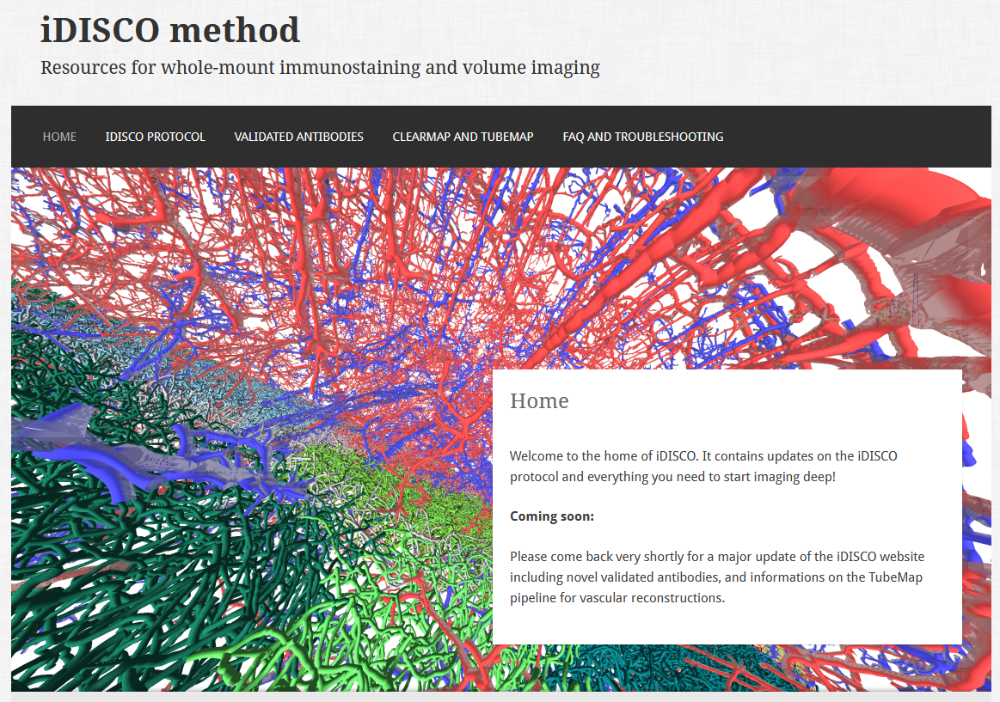 iDISCO method
Resources for whole-mount immunostaining and volume imaging
HOME IDISCO PROTOCOL VALIDATED ANTIBODIES CLEARMAP AND TUBEMAP FAQ AND TROUBLESHOOTING
Home
Welcome to the home of iDISCO. It contains updates on the iDISCO
protocol and everything you need to start imaging deep!
Coming soon:
Please come back very shortly for a major update of the iDISCO website
including novel validated antibodies, and informations on the TubeMap
pipeline for vascular reconstructions.